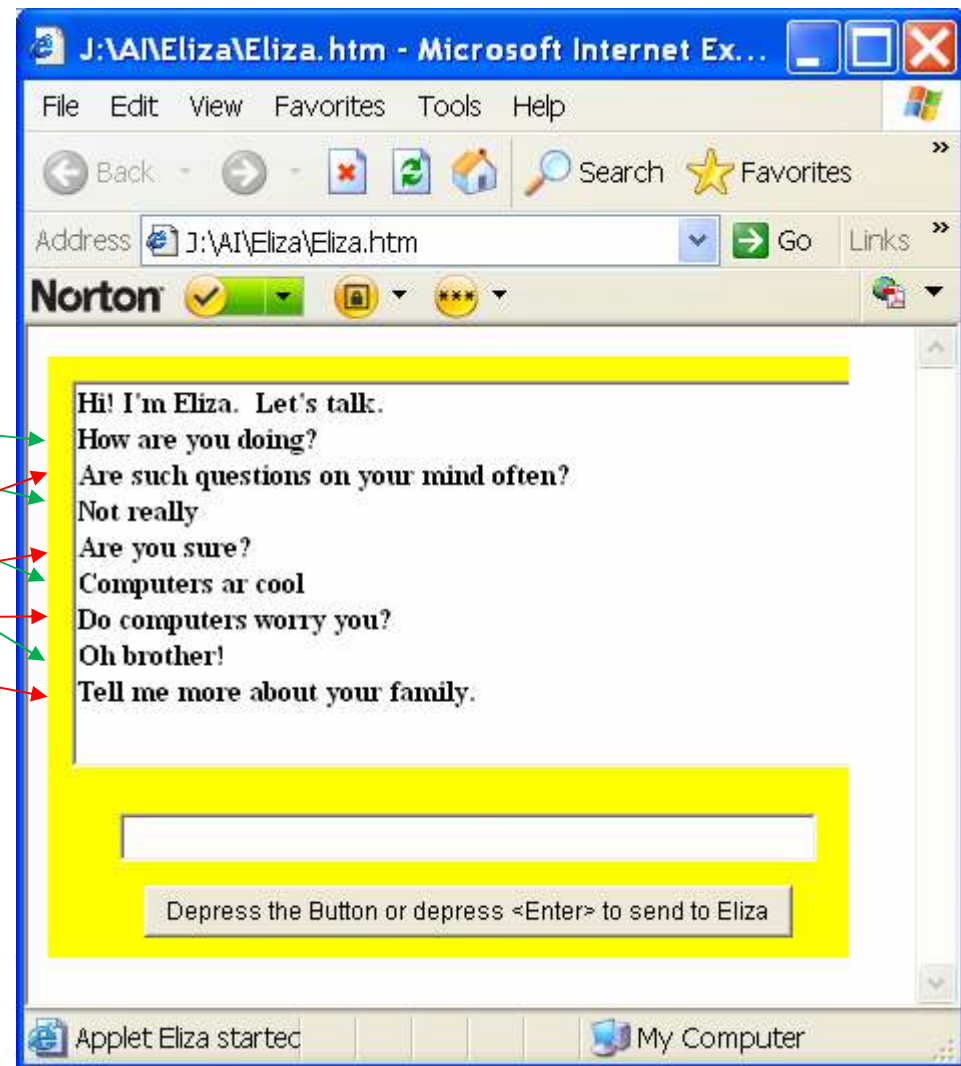 J:\AI\Eliza\Eliza.htm - Microsoft Internet Ex...
File Edit View Favorites Tools Help
Back Search Favorites »
Address J:\AI\Eliza\Eliza.htm Go Links »
Norton ***
Hi! I'm Eliza. Let's talk.
How are you doing?
Are such questions on your mind often?
Not really
Are you sure?
Computers ar cool
Do computers worry you?
Oh brother!
Tell me more about your family.
Depress the Button or depress <Enter> to send to Eliza
Applet Eliza startec My Computer